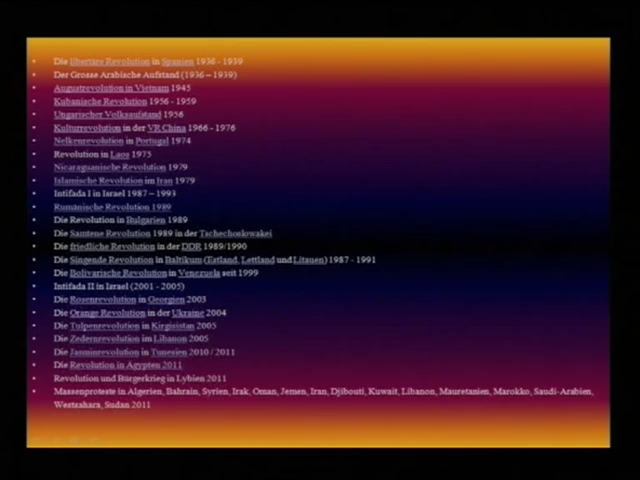 Die libertäre Revolution in Spanien 1936 - 1939
Der Grosse Arabische Aufstand (1936 – 1939)
Augustrevolution in Vietnam 1945
Kubanische Revolution 1956 - 1959
Ungarischer Volksaufstand 1956
Kulturrevolution in der VR China 1966 - 1976
Nelkenrevolution in Portugal 1974
Revolution in Laos 1975
Nicaraguanische Revolution 1979
Islamische Revolution im Iran 1979
Intifada I in Israel 1987 – 1993
Rumänische Revolution 1989
Die Revolution in Bulgarien 1989
Die Samtene Revolution 1989 in der Tschechoslowakei
Die friedliche Revolution in der DDR 1989/1990
Die Singende Revolution in Baltikum (Estland, Lettland und Litauen) 1987 - 1991
Die Bolivarische Revolution in Venezuela seit 1999
Intifada II in Israel (2001 - 2005)
Die Rosenrevolution in Georgien 2003
Die Orange Revolution in der Ukraine 2004
Die Tulpenrevolution in Kirgisistan 2005
Die Zedernrevolution im Libanon 2005
Die Jasminrevolution in Tunesien 2010 / 2011
Die Revolution in Ägypten 2011
Revolution und Bürgerkrieg in Lybien 2011
Massenproteste in Algerien, Bahrain, Syrien, Irak, Oman, Jemen, Iran, Djibouti, Kuwait, Libanon, Mauretanien, Marokko, Saudi-Arabien,
Westsahara, Sudan 2011